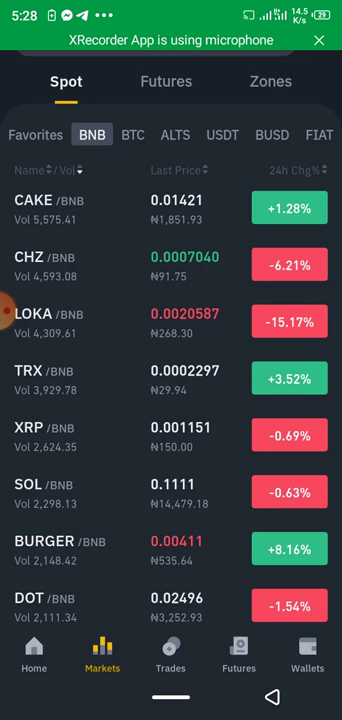 5:28
14.5 K/s
29
XRecorder App is using microphone
Spot Futures Zones
Favorites BNB BTC ALTS USDT BUSD FIAT
Name / Vol Last Price 24h Chg%
CAKE /BNB 0.01421 +1.28%
Vol 5,575.41 ₦1,851.93
CHZ /BNB 0.0007040 -6.21%
Vol 4,593.08 ₦91.75
LOKA /BNB 0.0020587 -15.17%
Vol 4,309.61 ₦268.30
TRX /BNB 0.0002297 +3.52%
Vol 3,929.78 ₦29.94
XRP /BNB 0.001151 -0.69%
Vol 2,624.35 ₦150.00
SOL /BNB 0.1111 -0.63%
Vol 2,298.13 ₦14,479.18
BURGER /BNB 0.00411 +8.16%
Vol 2,148.42 ₦535.64
DOT /BNB 0.02496 -1.54%
Vol 2,111.34 ₦3,252.93
Home Markets Trades Futures Wallets